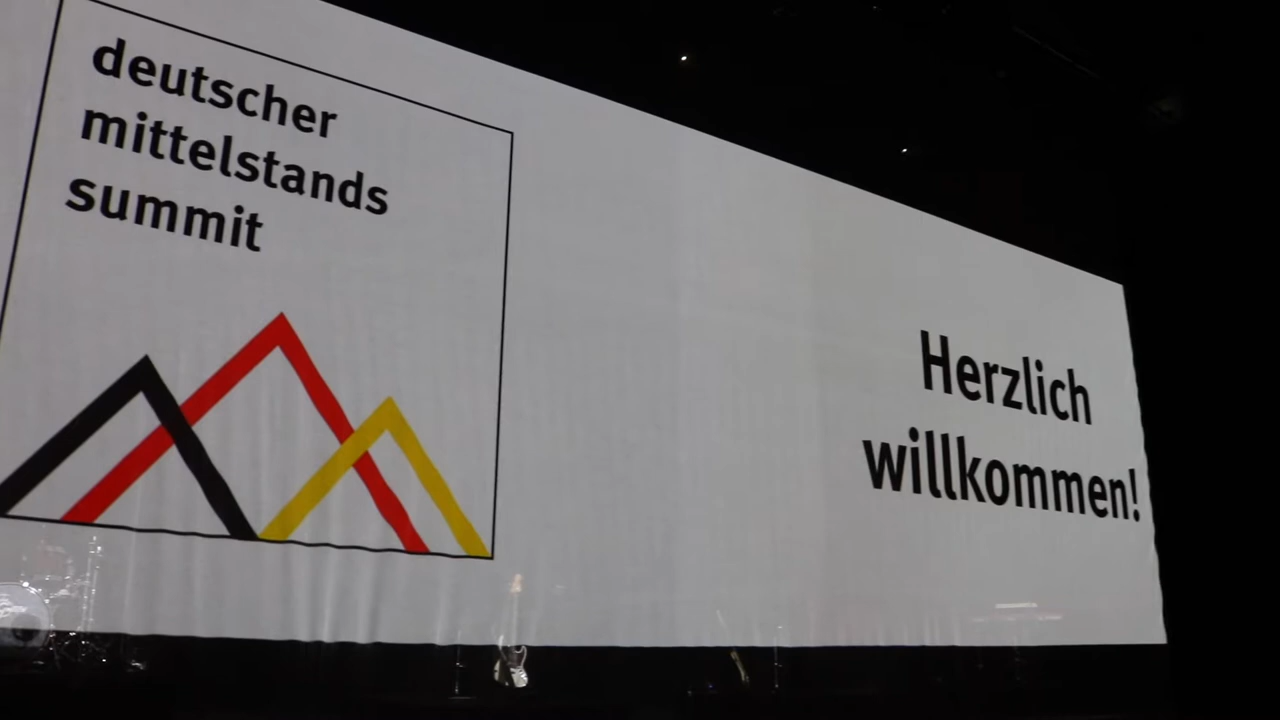 deutscher
mittelstands
summit
Herzlich
willkommen!